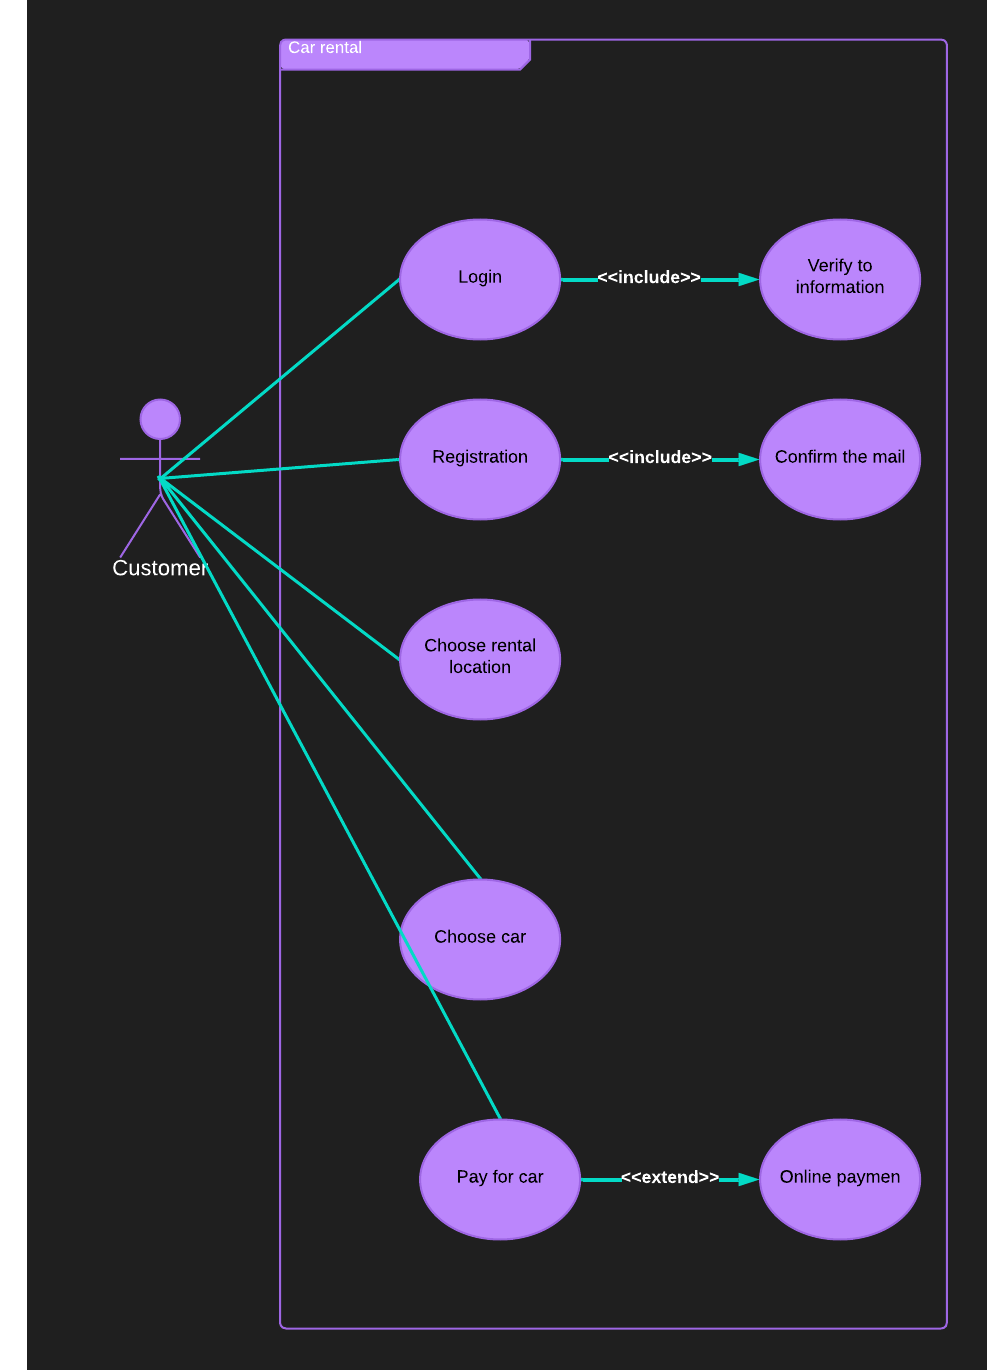 Car rental
Login
<<include>>
Verify to
information
Registration
<<include>>
Confirm the mail
Customer
Choose rental
location
Choose car
Pay for car
<<extend>>
Online paymen